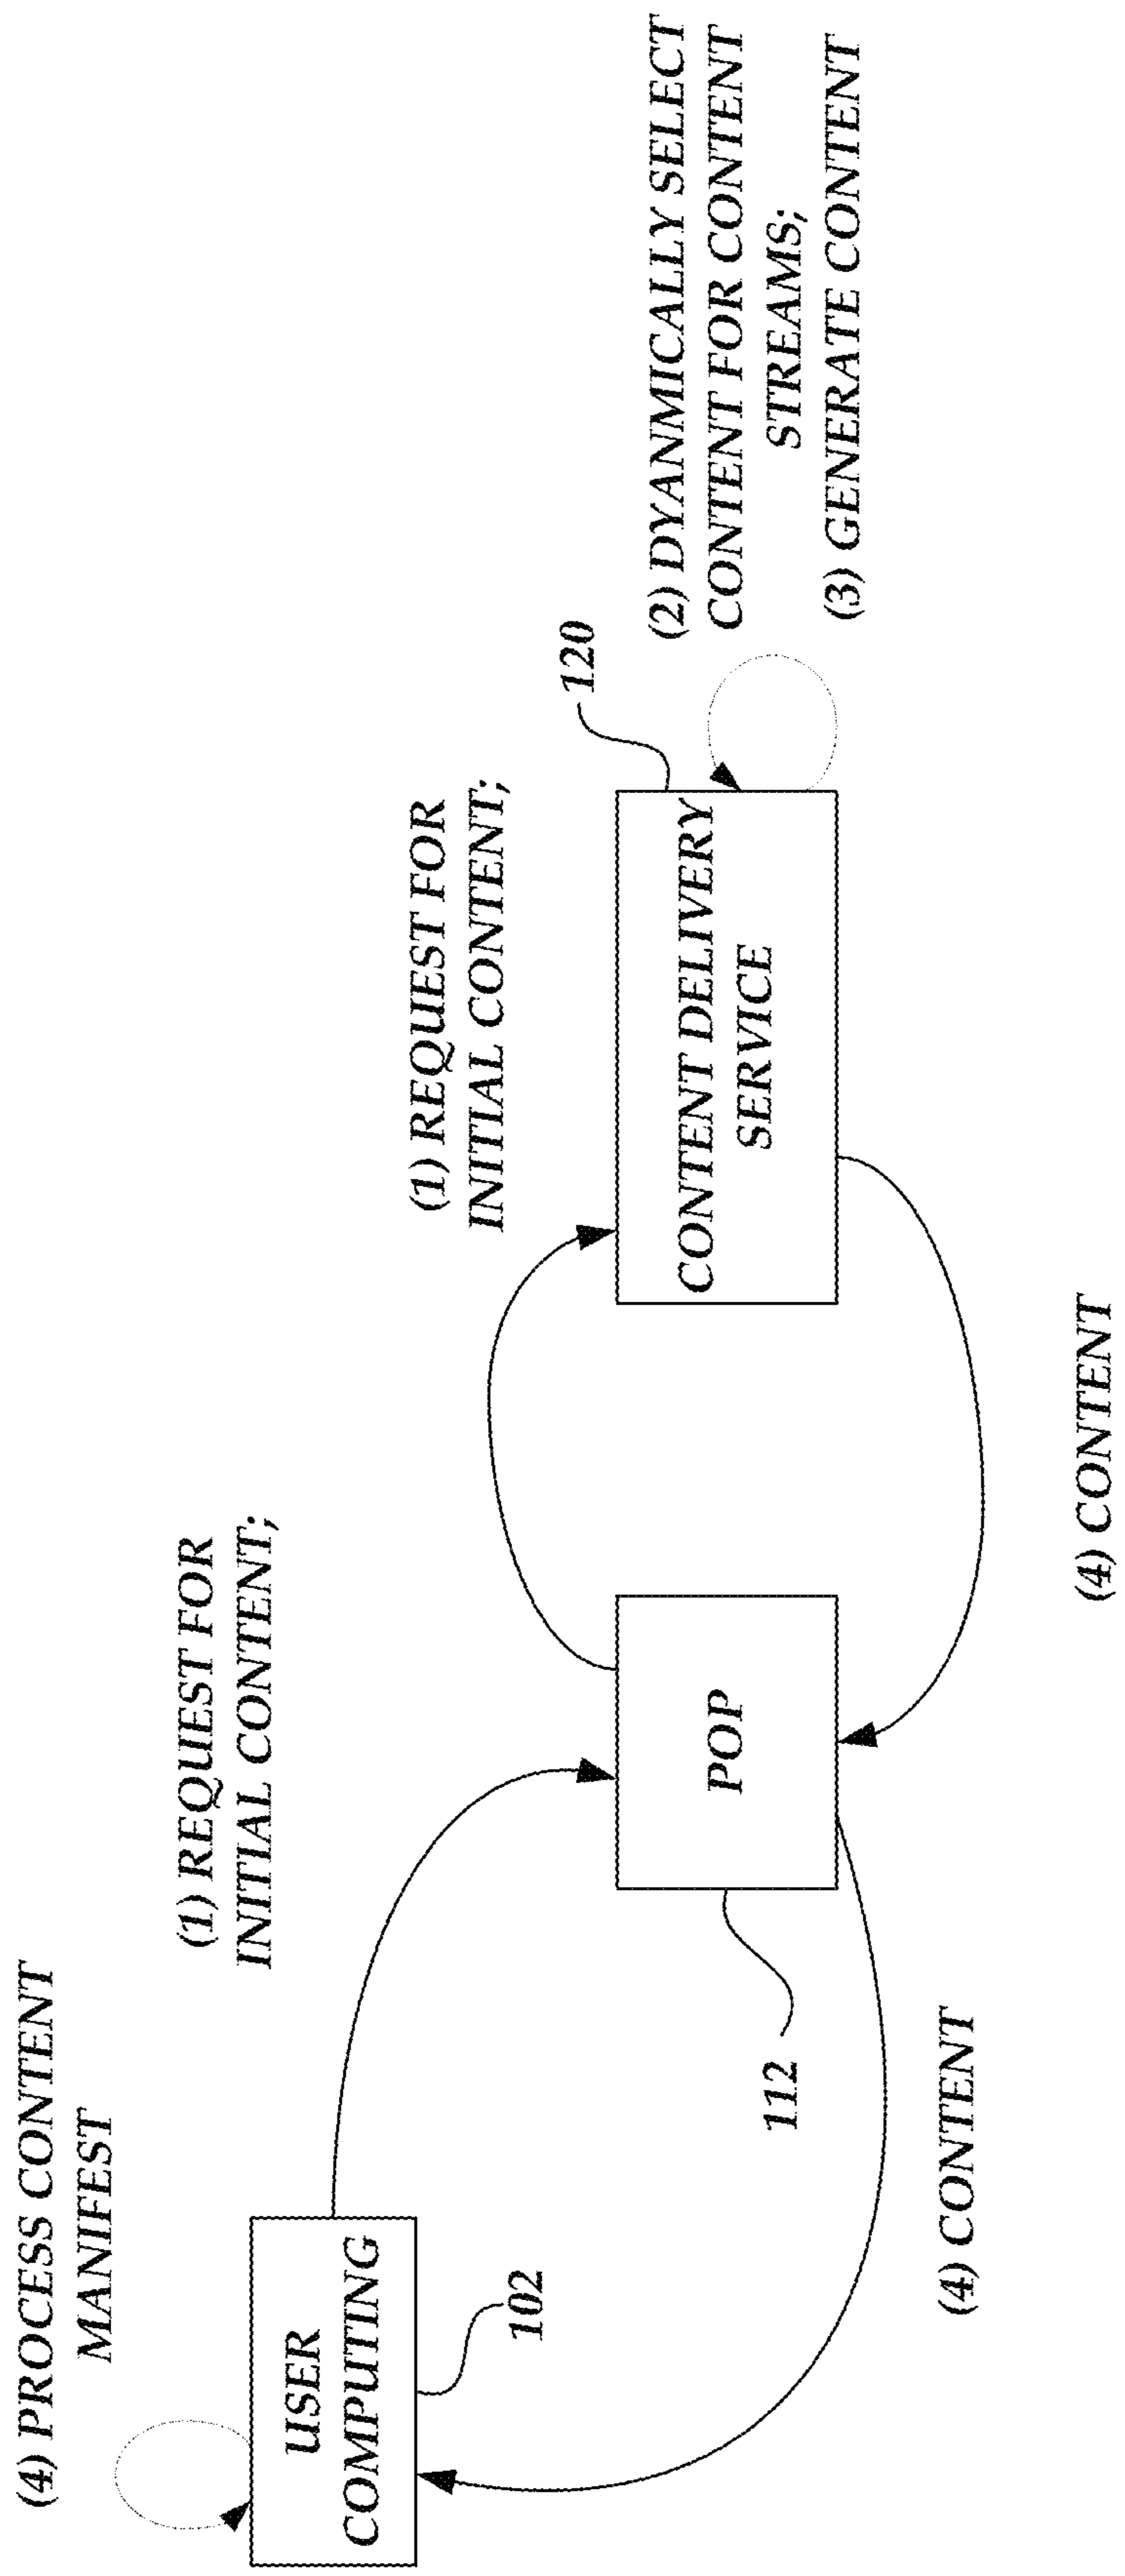 (4) PROCESS CONTENT
MANIFEST
(1) REQUEST FOR
INITIAL CONTENT;
(1) REQUEST FOR
INITIAL CONTENT;
USER
COMPUTING
102
POP
112
CONTENT DELIVERY
SERVICE
120
(2) DYANMICALLY SELECT
CONTENT FOR CONTENT
STREAMS;
(3) GENERATE CONTENT
(4) CONTENT
(4) CONTENT